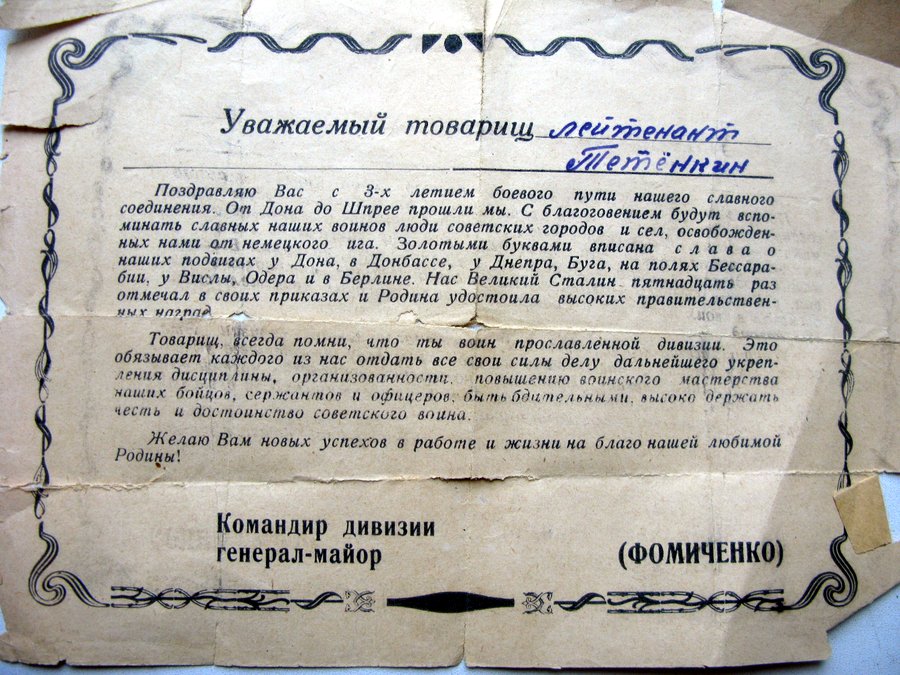 Уважаемый товарищ лейтенант
Тетёнкин
Поздравляю Вас с 3-х летием боевого пути нашего славного
соединения. От Дона до Шпрее прошли мы. С благоговением будут вспо-
минать славных наших воинов люди советских городов и сел, освобожден-
ных нами от немецкого ига. Золотыми буквами вписана слава о
наших подвигах у Дона, в Донбассе, у Днепра, Буга, на полях Бессара-
бии, у Вислы, Одера и в Берлине. Нас Великий Сталин пятнадцать раз
отмечал в своих приказах и Родина удостоила высоких правительствен-
ных наград
Товарищ, всегда помни, что ты воин прославленной дивизии. Это
обязывает каждого из нас отдать все свои силы делу дальнейшего укреп-
ления дисциплины, организованности, повышению воинского мастерства
наших бойцов, сержантов и офицеров, быть бдительными, высоко держать
честь и достоинство советского воина.
Желаю Вам новых успехов в работе и жизни на благо нашей любимой
Родины!
Командир дивизии
генерал-майор (ФОМИЧЕНКО)